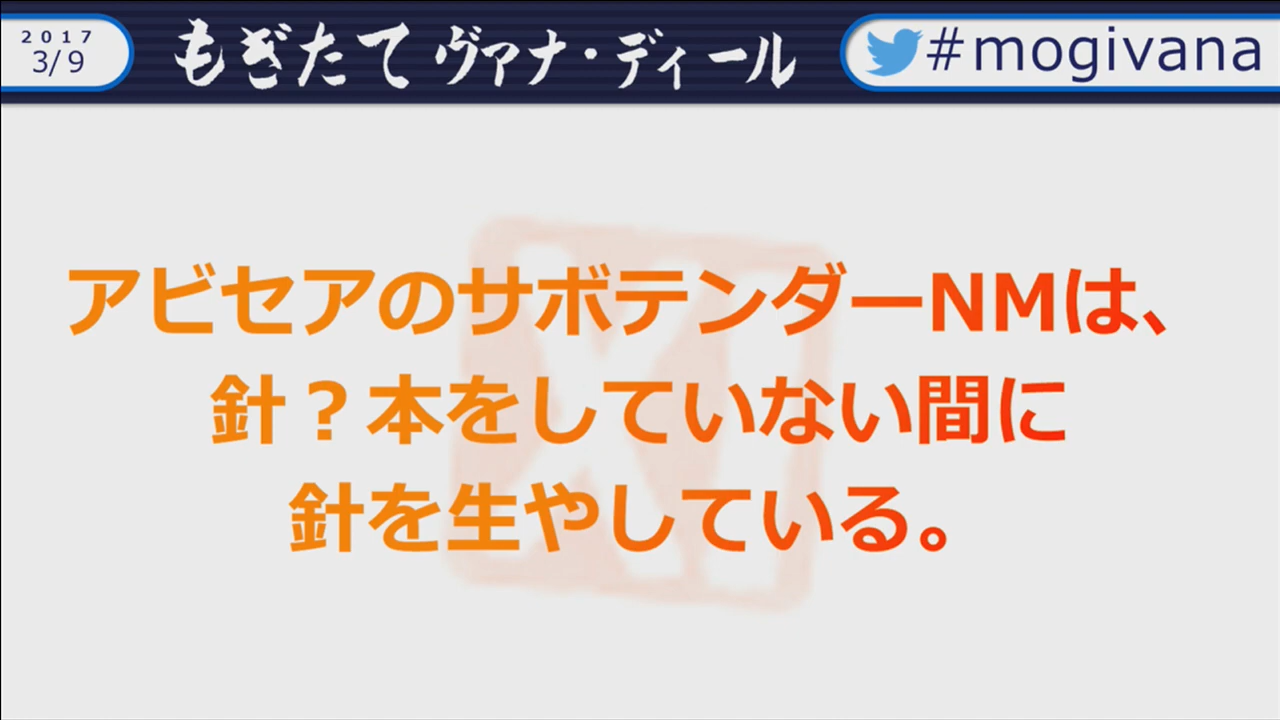 2017
3/9
もぎたて ヴァナ・ディール
#mogivana
アビセアのサボテンダーNMは、
針？本をしていない間に
針を生やしている。
XI